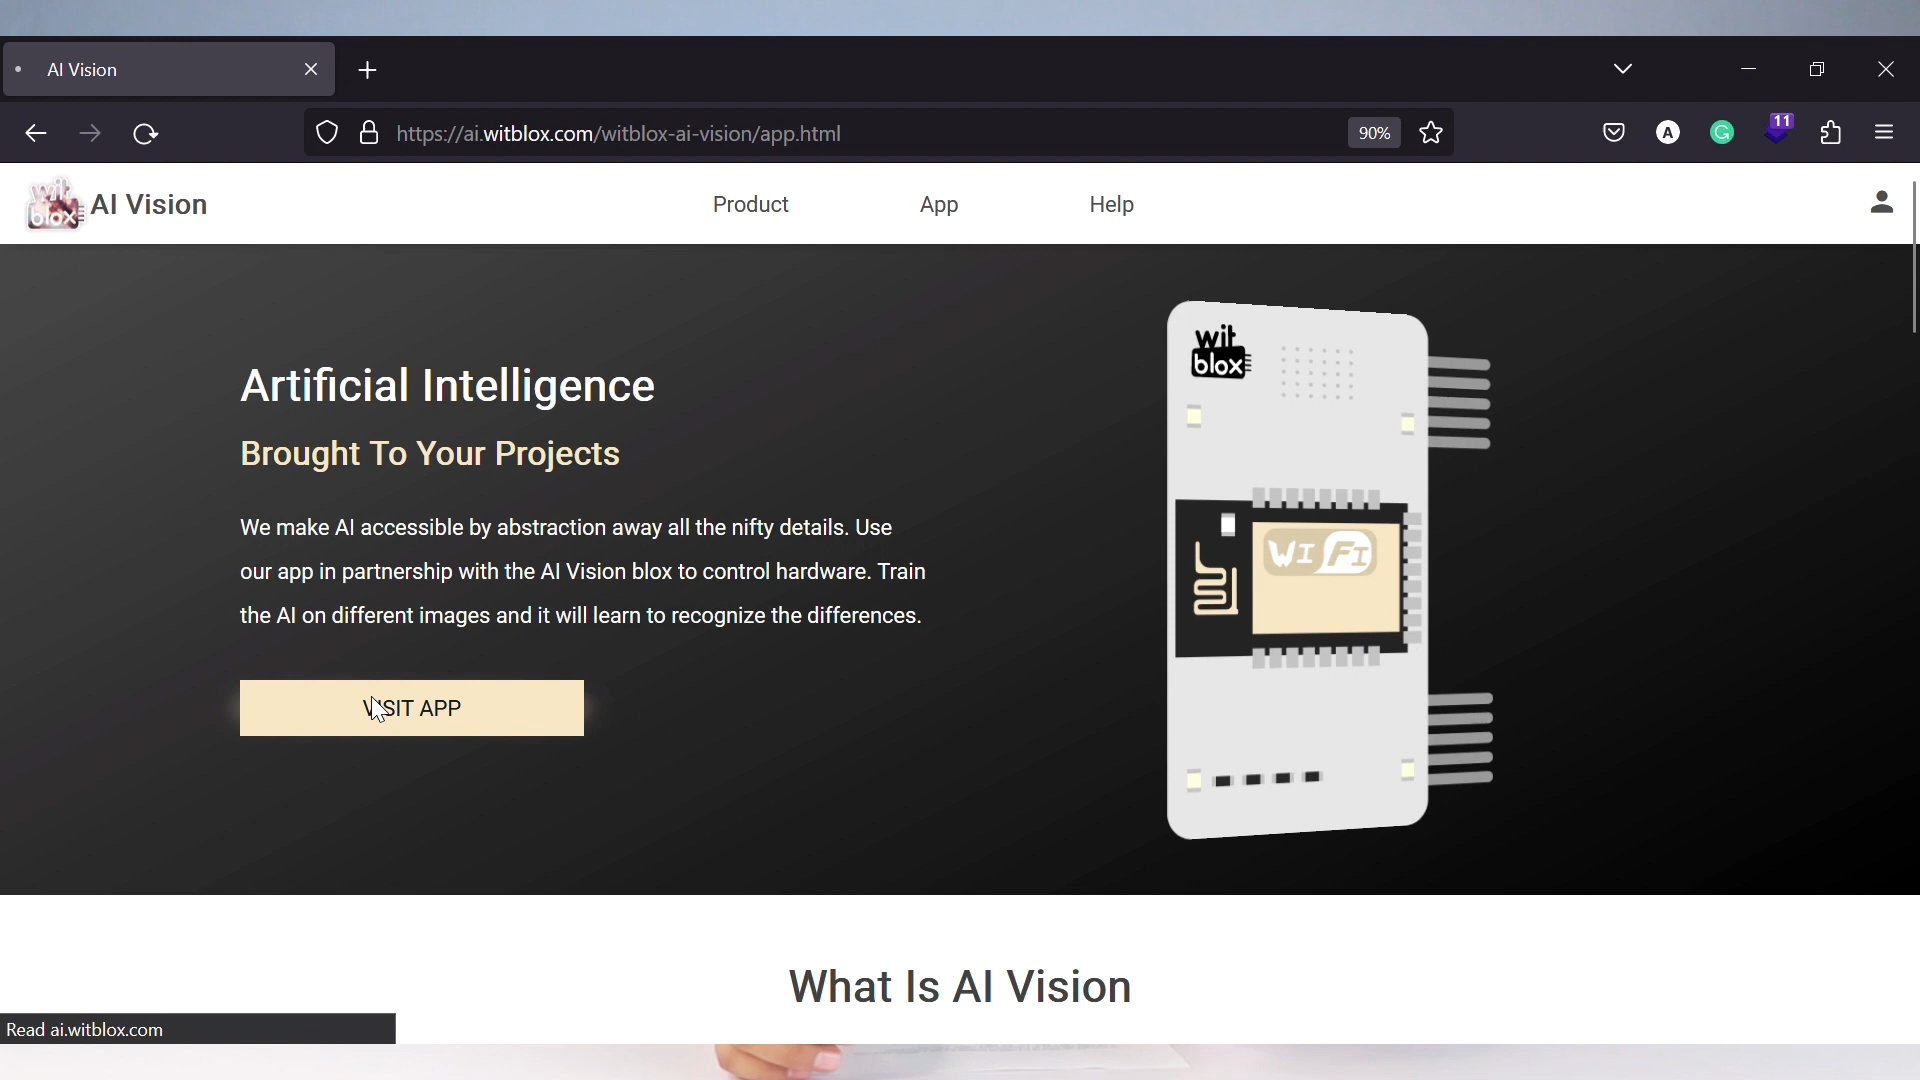 AI Vision
https://ai.witblox.com/witblox-ai-vision/app.html
90%
A
G
11
wit
blox
AI Vision
Product
App
Help
Artificial Intelligence
Brought To Your Projects
We make AI accessible by abstraction away all the nifty details. Use
our app in partnership with the AI Vision blox to control hardware. Train
the AI on different images and it will learn to recognize the differences.
VISIT APP
wit
blox
WI FI
What Is AI Vision
Read ai.witblox.com